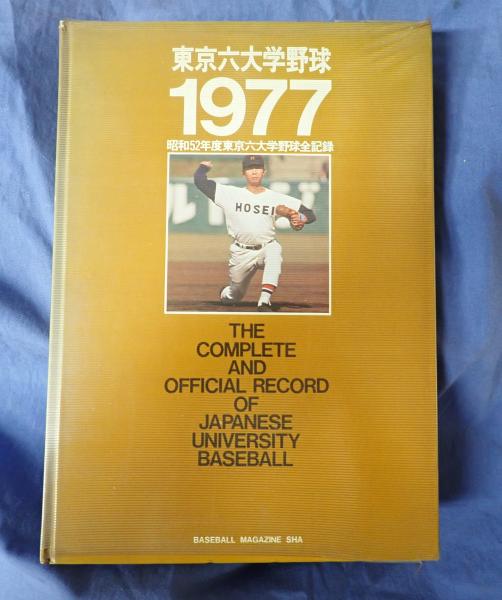 東京六大学野球
1977
昭和52年度東京六大学野球全記録
H
HOSEI
THE
COMPLETE
AND
OFFICIAL RECORD
OF
JAPANESE
UNIVERSITY
BASEBALL
BASEBALL MAGAZINE SHA